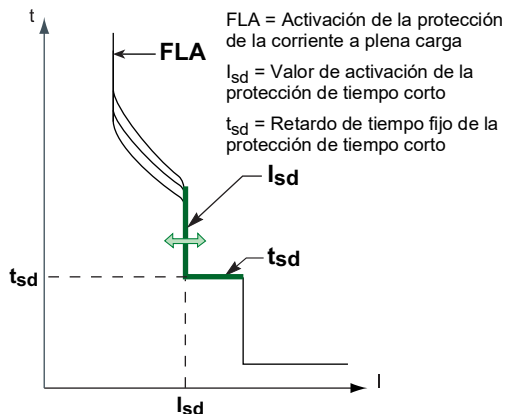 t
FLA = Activación de la protección
de la corriente a plena carga
FLA
Isd = Valor de activación de la
protección de tiempo corto
tsd = Retardo de tiempo fijo de la
protección de tiempo corto
Isd
tsd
tsd
I
Isd